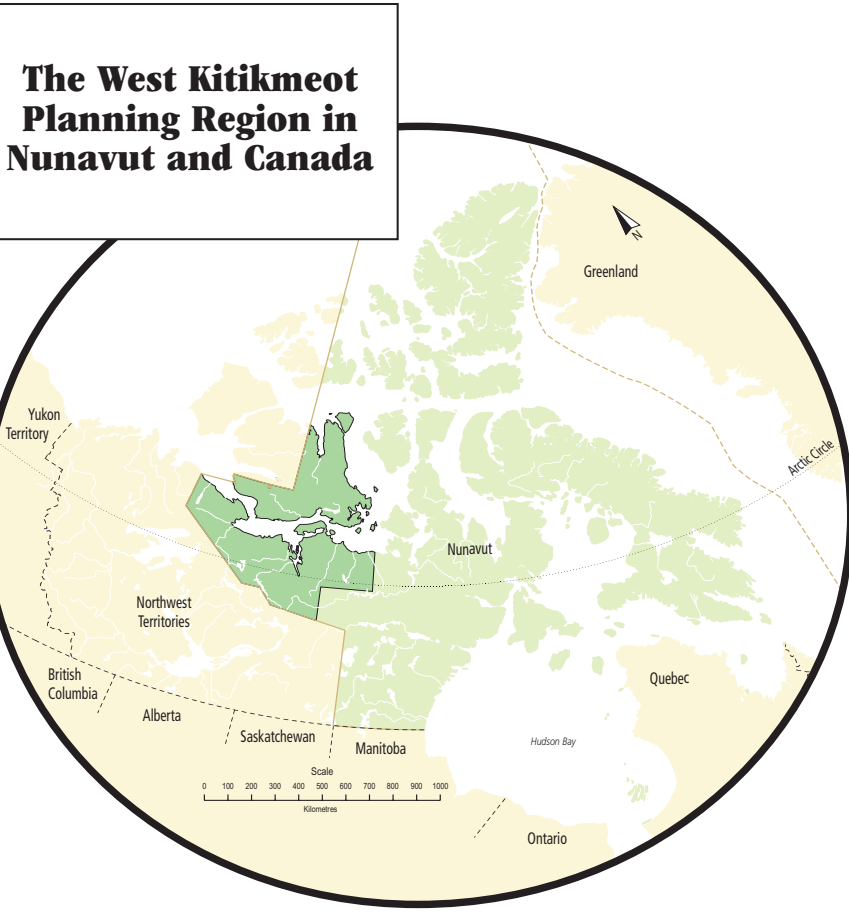 The West Kitikmeot
Planning Region in
Nunavut and Canada
N
Greenland
Yukon
Territory
Arctic Circle
Nunavut
Northwest
Territories
British
Columbia
Quebec
Alberta
Saskatchewan
Manitoba
Hudson Bay
Scale
0 100 200 300 400 500 600 700 800 900 1000
Kilometres
Ontario